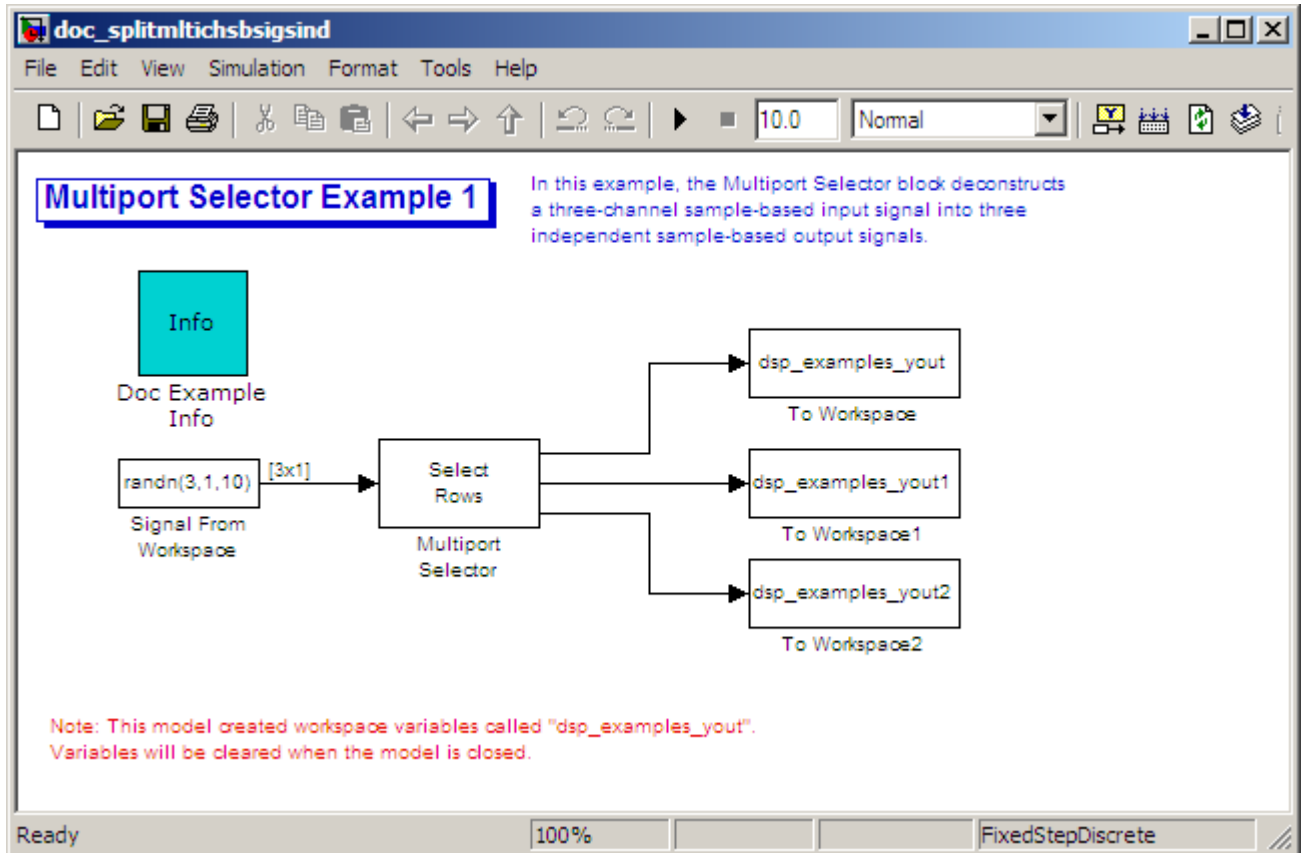 doc_splitmltichsbsigsind
File Edit View Simulation Format Tools Help
10.0 Normal
Multiport Selector Example 1
In this example, the Multiport Selector block deconstructs
a three-channel sample-based input signal into three
independent sample-based output signals.
Info
Doc Example
Info
dsp_examples_yout
To Workspace
randn(3,1,10)
[3x1]
Signal From
Workspace
Select
Rows
Multiport
Selector
dsp_examples_yout1
To Workspace1
dsp_examples_yout2
To Workspace2
Note: This model created workspace variables called "dsp_examples_yout".
Variables will be cleared when the model is closed.
Ready 100% FixedStepDiscrete